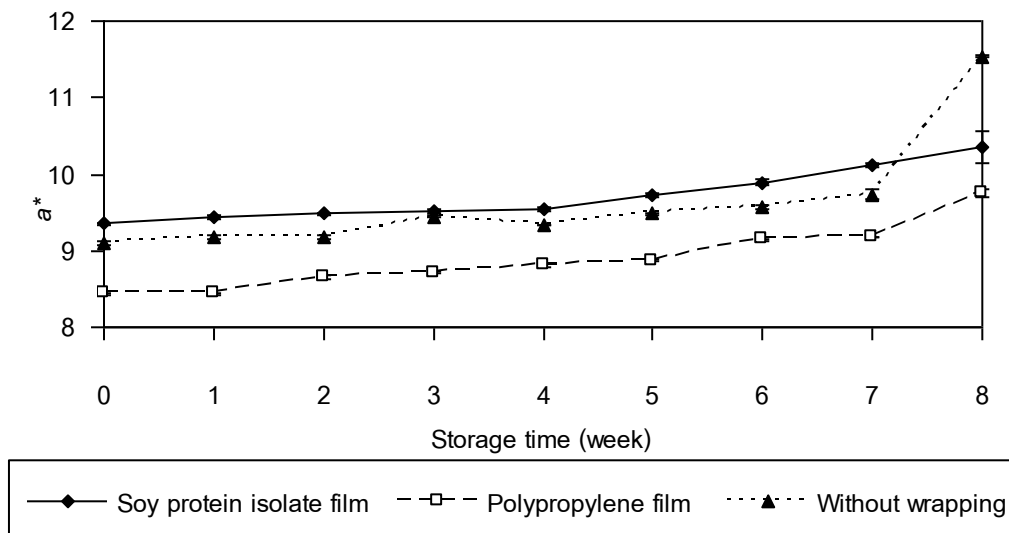 12
11
10
9
8
a*
0 1 2 3 4 5 6 7 8
Storage time (week)
Soy protein isolate film Polypropylene film Without wrapping